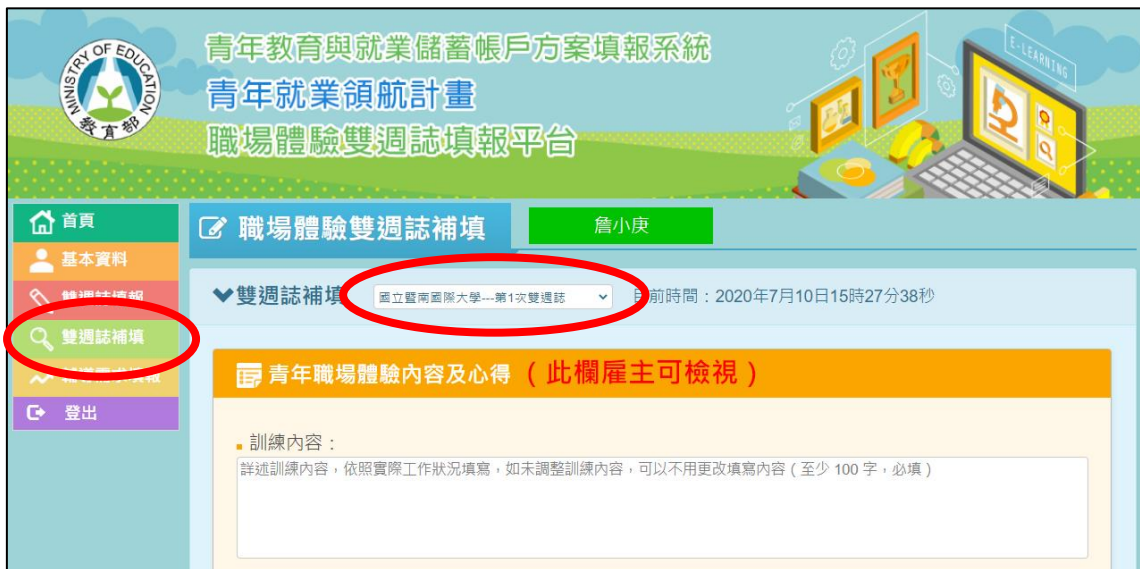 MINISTRY OF EDUCATION
教育部
青年教育與就業儲蓄帳戶方案填報系統
青年就業領航計畫
職場體驗雙週誌填報平台
E-LEARNING
首頁
職場體驗雙週誌補填
詹小庚
基本資料
雙週誌填報
雙週誌補填
國立暨南國際大學---第1次雙週誌
目前時間：2020年7月10日15時27分38秒
雙週誌補填
青年職場體驗內容及心得（此欄雇主可檢視）
登出
訓練內容：
詳述訓練內容，依照實際工作狀況填寫，如未調整訓練內容，可以不用更改填寫內容（至少 100 字，必填）